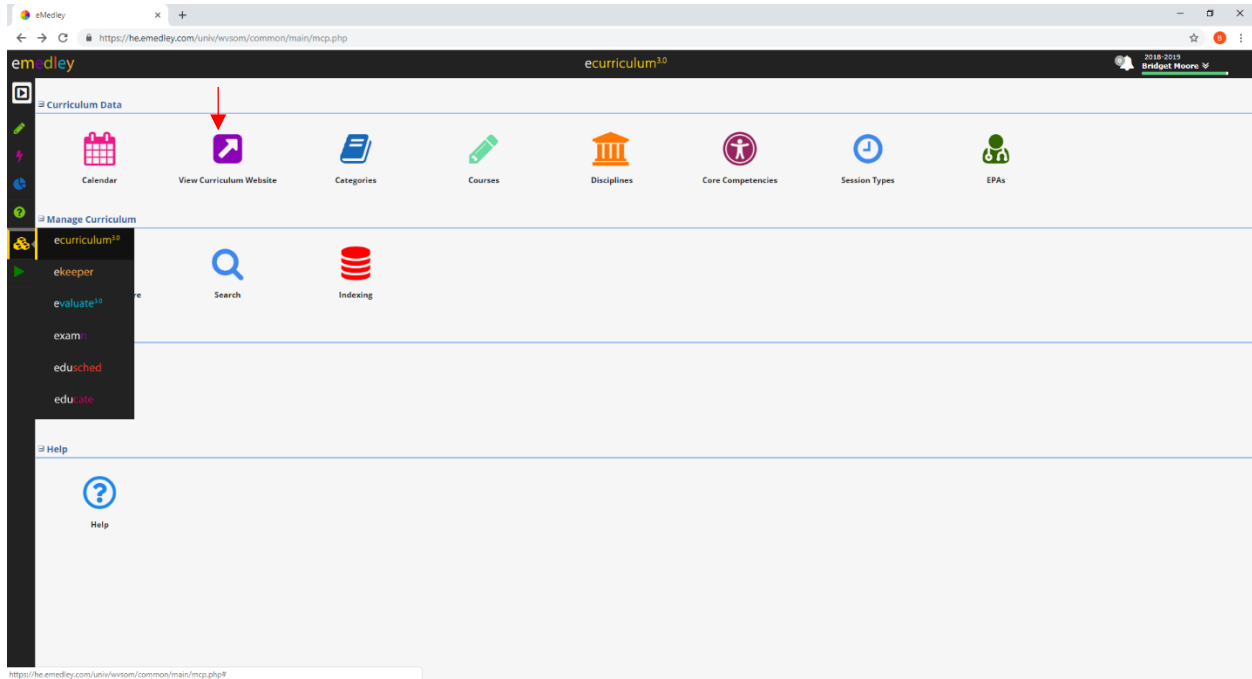 eMedley
https://he.emedley.com/univ/wvsom/common/main/mcp.php
B
emedley
ecurriculum3.0
2018-2019
Bridget Moore
Curriculum Data
Calendar
View Curriculum Website
Categories
Courses
Disciplines
Core Competencies
Session Types
EPAs
Manage Curriculum
ecurriculum3.0
ekeeper
evaluate3.0
examn
edusched
educate
re
Search
Indexing
Help
Help
https://he.emedley.com/univ/wvsom/common/main/mcp.php#